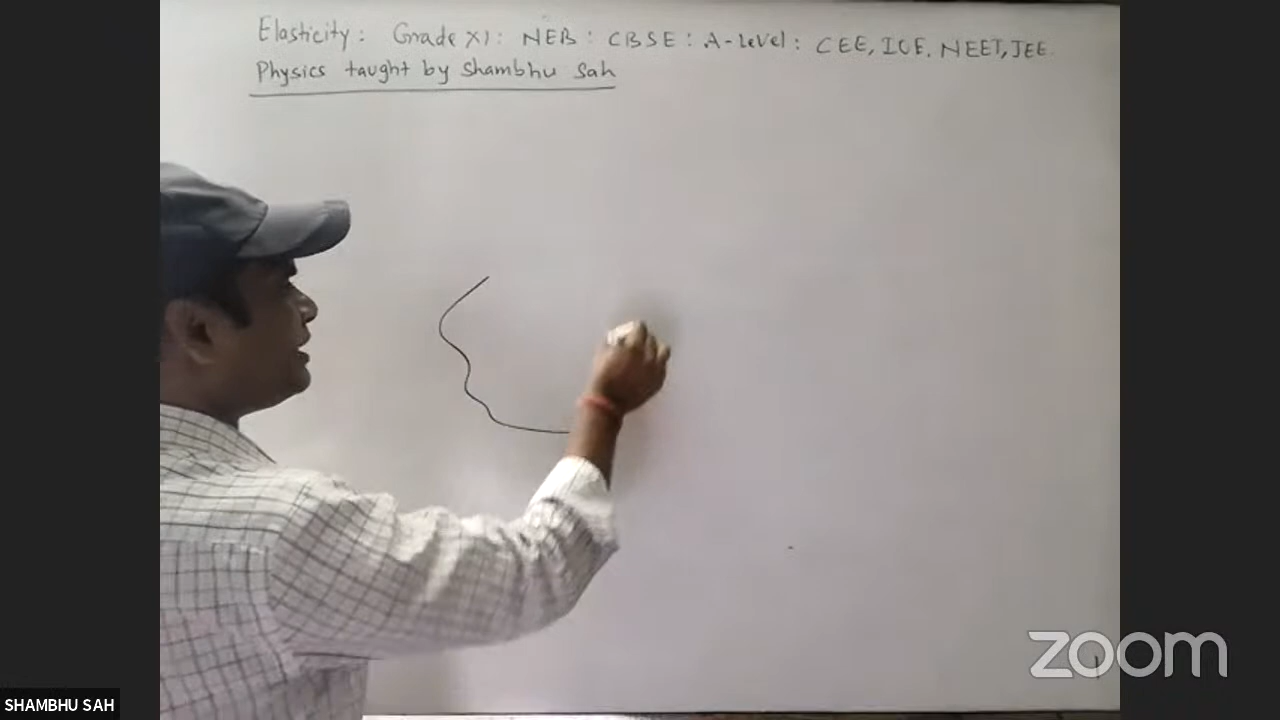 Elasticity: Grade XI: NEB: CBSE: A-Level: CEE, IOE, NEET, JEE.
Physics taught by Shambhu Sah
zoom
SHAMBHU SAH